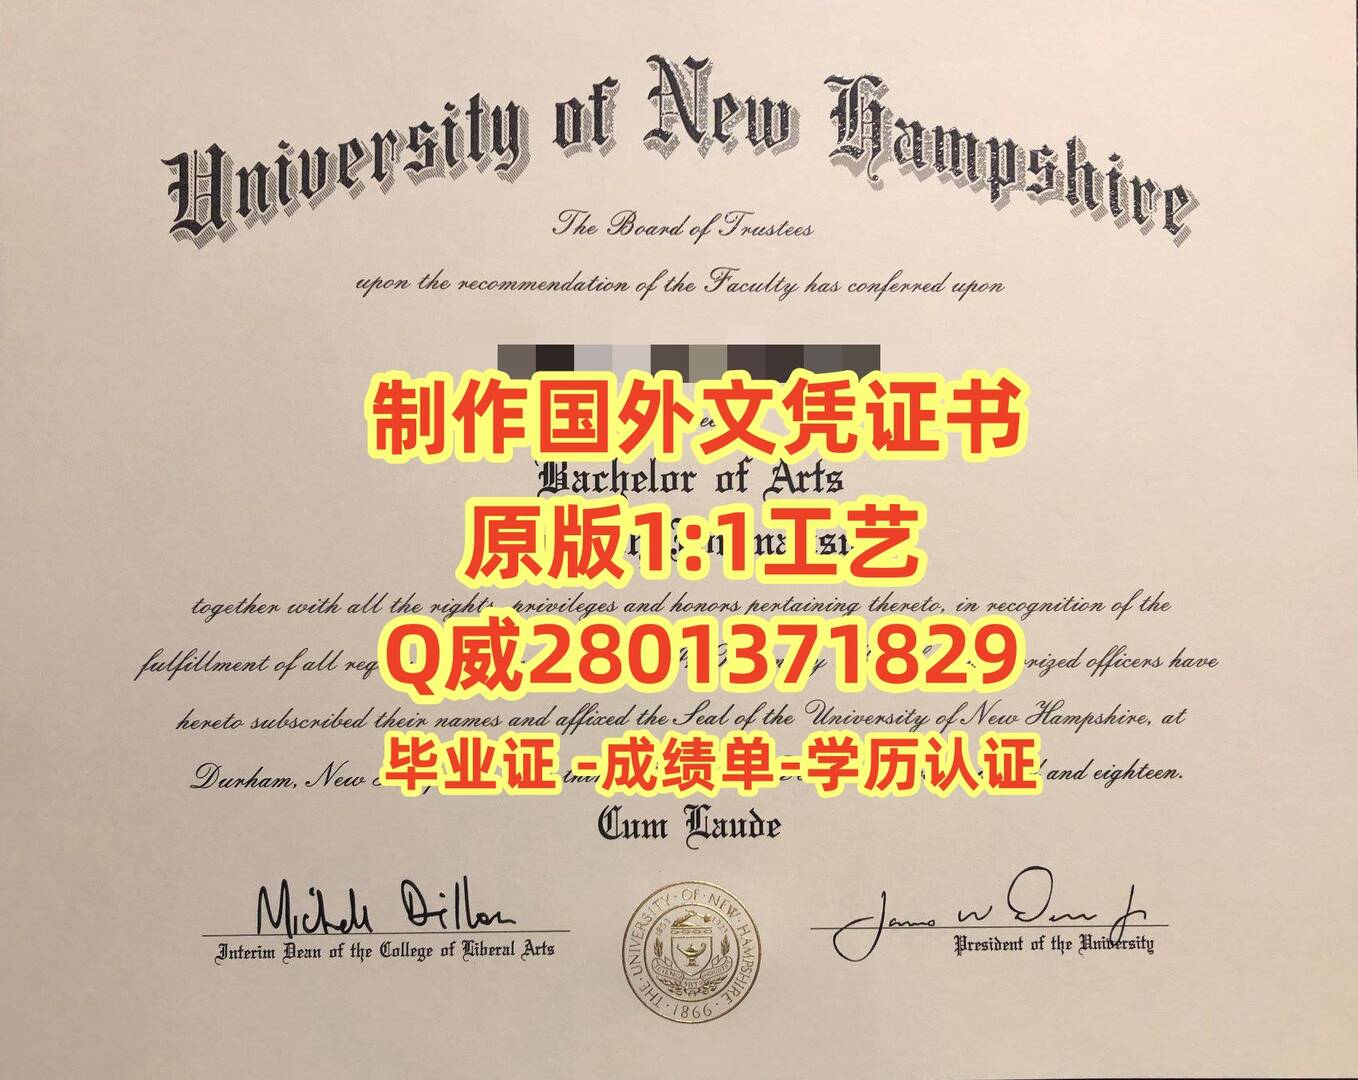 University of New Hampshire
The Board of Trustees
upon the recommendation of the Faculty has conferred upon
制作国外文凭证书
Bachelor of Arts
原版1:1工艺
together with all the rights, privileges and honors pertaining thereto, in recognition of the
Q威2801371829
fulfillment of all officers have
hereto subscribed their names and affixed the Seal of the University of New Hampshire, at
毕业证 -成绩单-学历认证
Durham, New and eighteen.
Cum Laude
Interim Dean of the College of Liberal Arts
President of the University
THE · UNIVERSITY · OF · NEW · HAMPSHIRE · 1866 ·